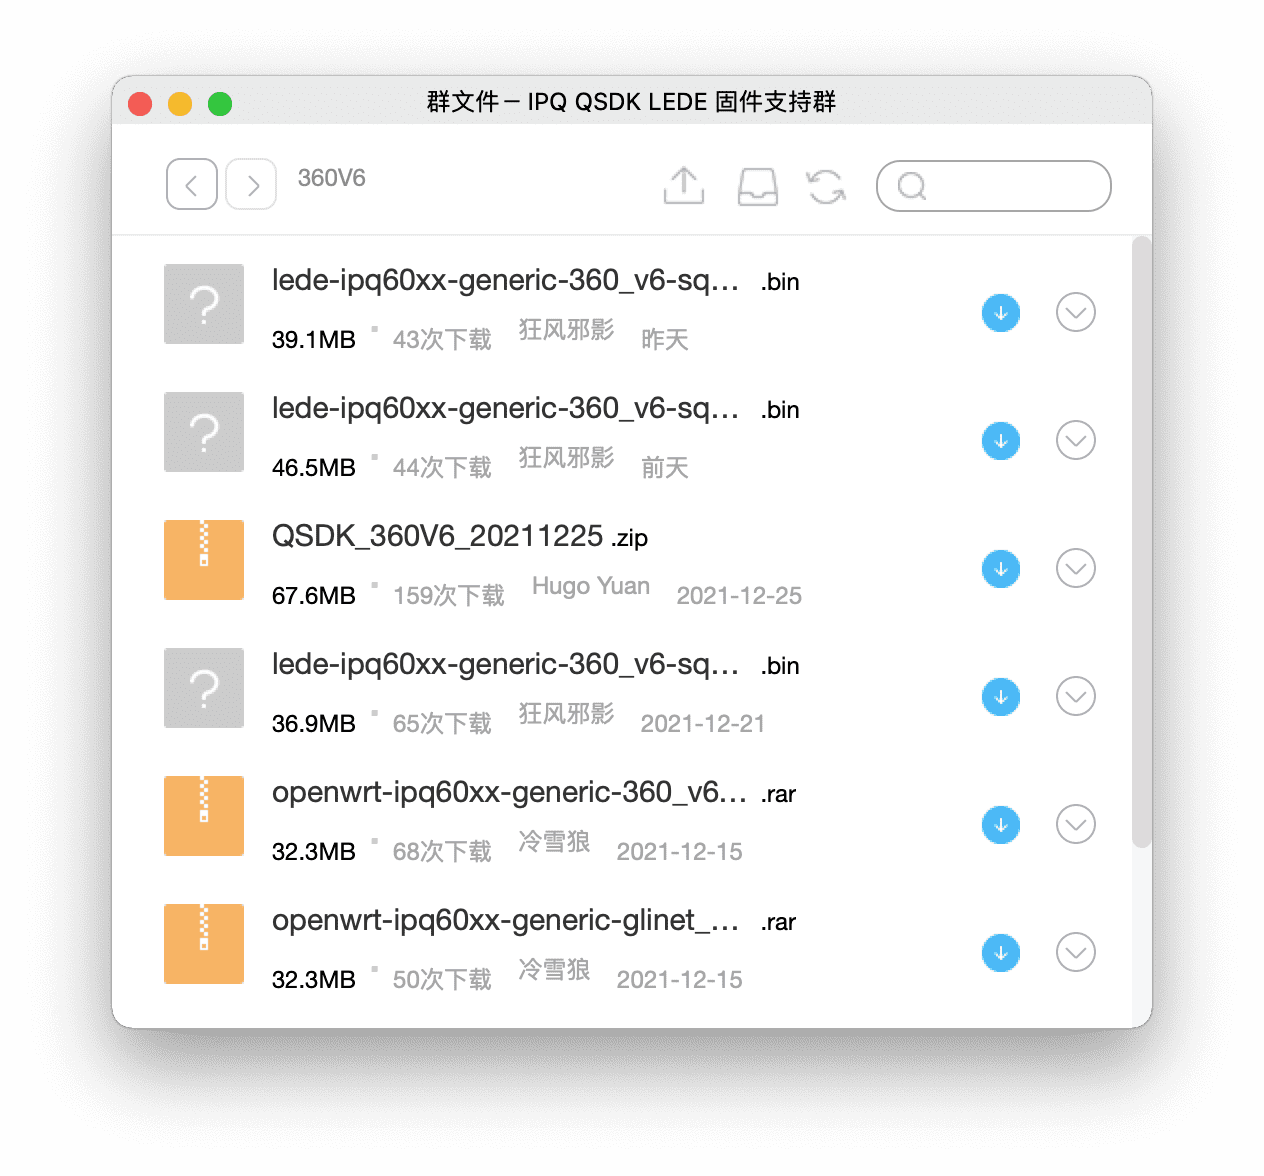 群文件 – IPQ QSDK LEDE 固件支持群
360V6
lede-ipq60xx-generic-360_v6-sq... .bin
39.1MB 43次下载 狂风邪影 昨天
lede-ipq60xx-generic-360_v6-sq... .bin
46.5MB 44次下载 狂风邪影 前天
QSDK_360V6_20211225 .zip
67.6MB 159次下载 Hugo Yuan 2021-12-25
lede-ipq60xx-generic-360_v6-sq... .bin
36.9MB 65次下载 狂风邪影 2021-12-21
openwrt-ipq60xx-generic-360_v6... .rar
32.3MB 68次下载 冷雪狼 2021-12-15
openwrt-ipq60xx-generic-glinet_... .rar
32.3MB 50次下载 冷雪狼 2021-12-15